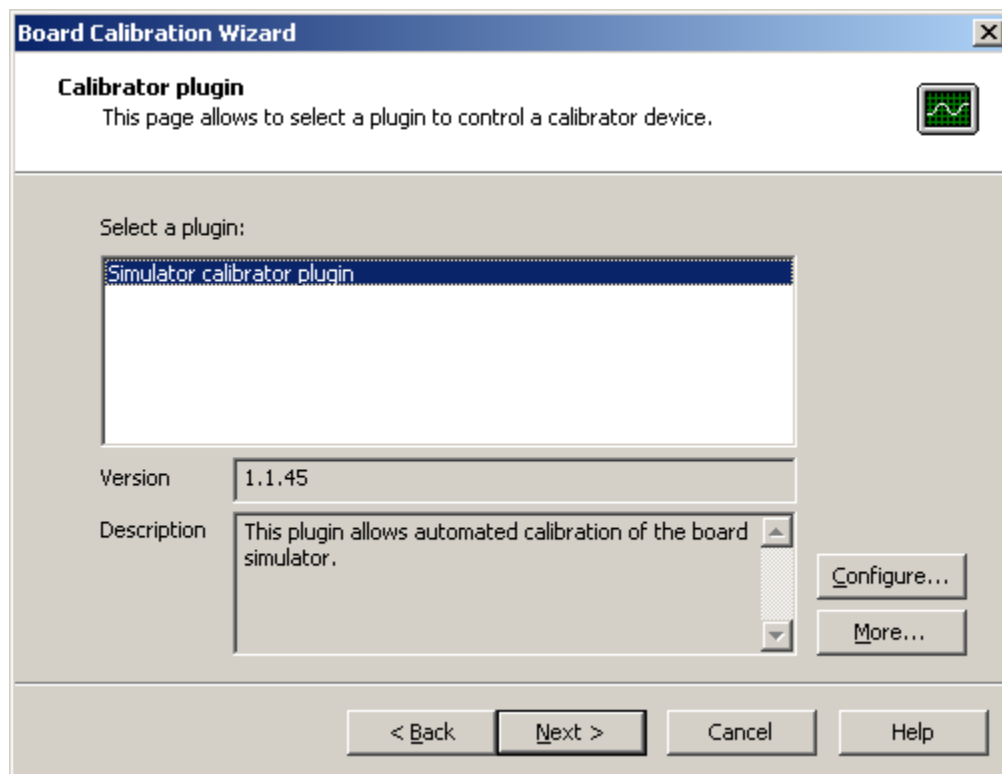 Board Calibration Wizard
Calibrator plugin
This page allows to select a plugin to control a calibrator device.
Select a plugin:
Simulator calibrator plugin
Version
1.1.45
Description
This plugin allows automated calibration of the board
simulator.
Configure...
More...
< Back
Next >
Cancel
Help